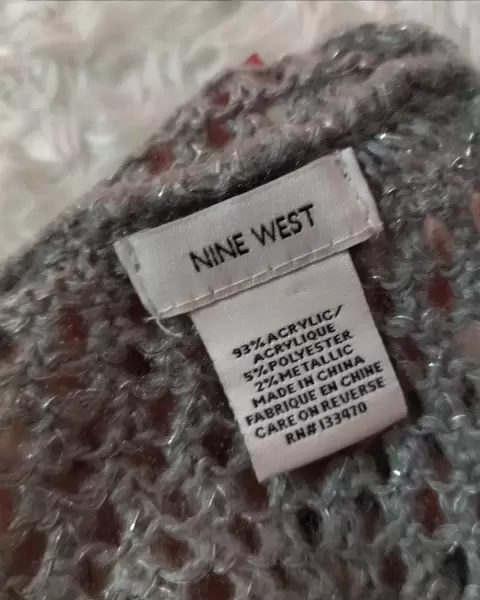 NINE WEST
93% ACRYLIC/
ACRYLIQUE
5% POLYESTER
2% METALLIC
MADE IN CHINA
FABRIQUE EN CHINE
CARE ON REVERSE
RN# 133470